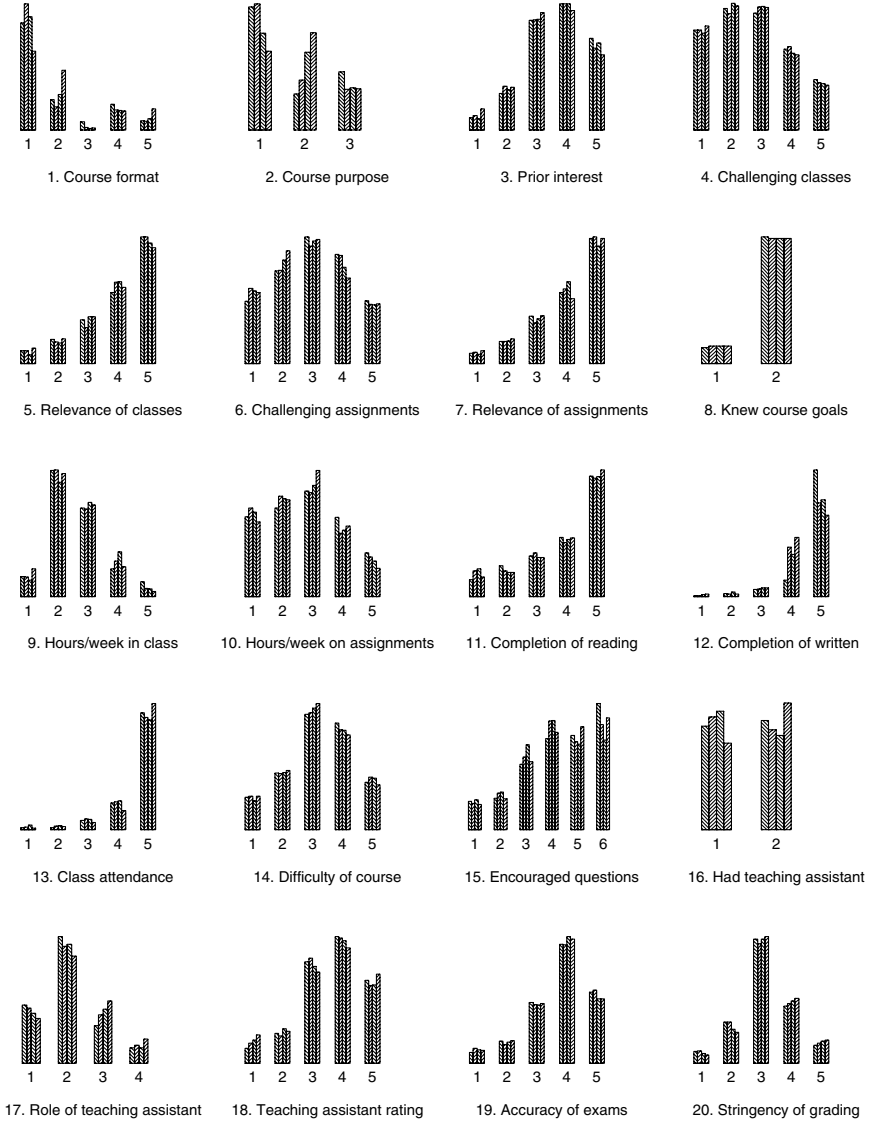 1 2 3 4 5
1 2 3
1 2 3 4 5
1 2 3 4 5
1. Course format
2. Course purpose
3. Prior interest
4. Challenging classes
1 2 3 4 5
1 2 3 4 5
1 2 3 4 5
1 2
5. Relevance of classes
6. Challenging assignments
7. Relevance of assignments
8. Knew course goals
1 2 3 4 5
1 2 3 4 5
1 2 3 4 5
1 2 3 4 5
9. Hours/week in class
10. Hours/week on assignments
11. Completion of reading
12. Completion of written
1 2 3 4 5
1 2 3 4 5
1 2 3 4 5 6
1 2
13. Class attendance
14. Difficulty of course
15. Encouraged questions
16. Had teaching assistant
1 2 3 4
1 2 3 4 5
1 2 3 4 5
1 2 3 4 5
17. Role of teaching assistant
18. Teaching assistant rating
19. Accuracy of exams
20. Stringency of grading